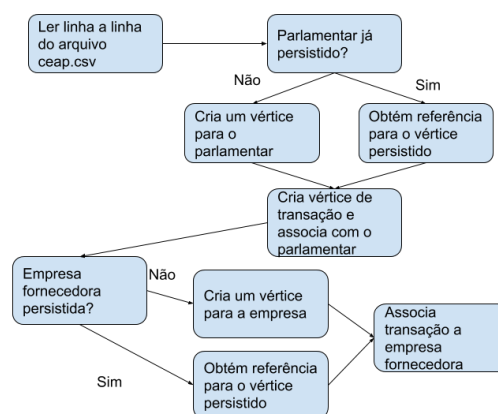 Ler linha a linha
do arquivo
ceap.csv
Parlamentar já
persistido?
Não
Sim
Cria um vértice
para o
parlamentar
Obtém referência
para o vértice
persistido
Cria vértice de
transação e
associa com o
parlamentar
Empresa
fornecedora
persistida?
Não
Cria um vértice
para a empresa
Sim
Obtém referência
para o vértice
persistido
Associa
transação a
empresa
fornecedora